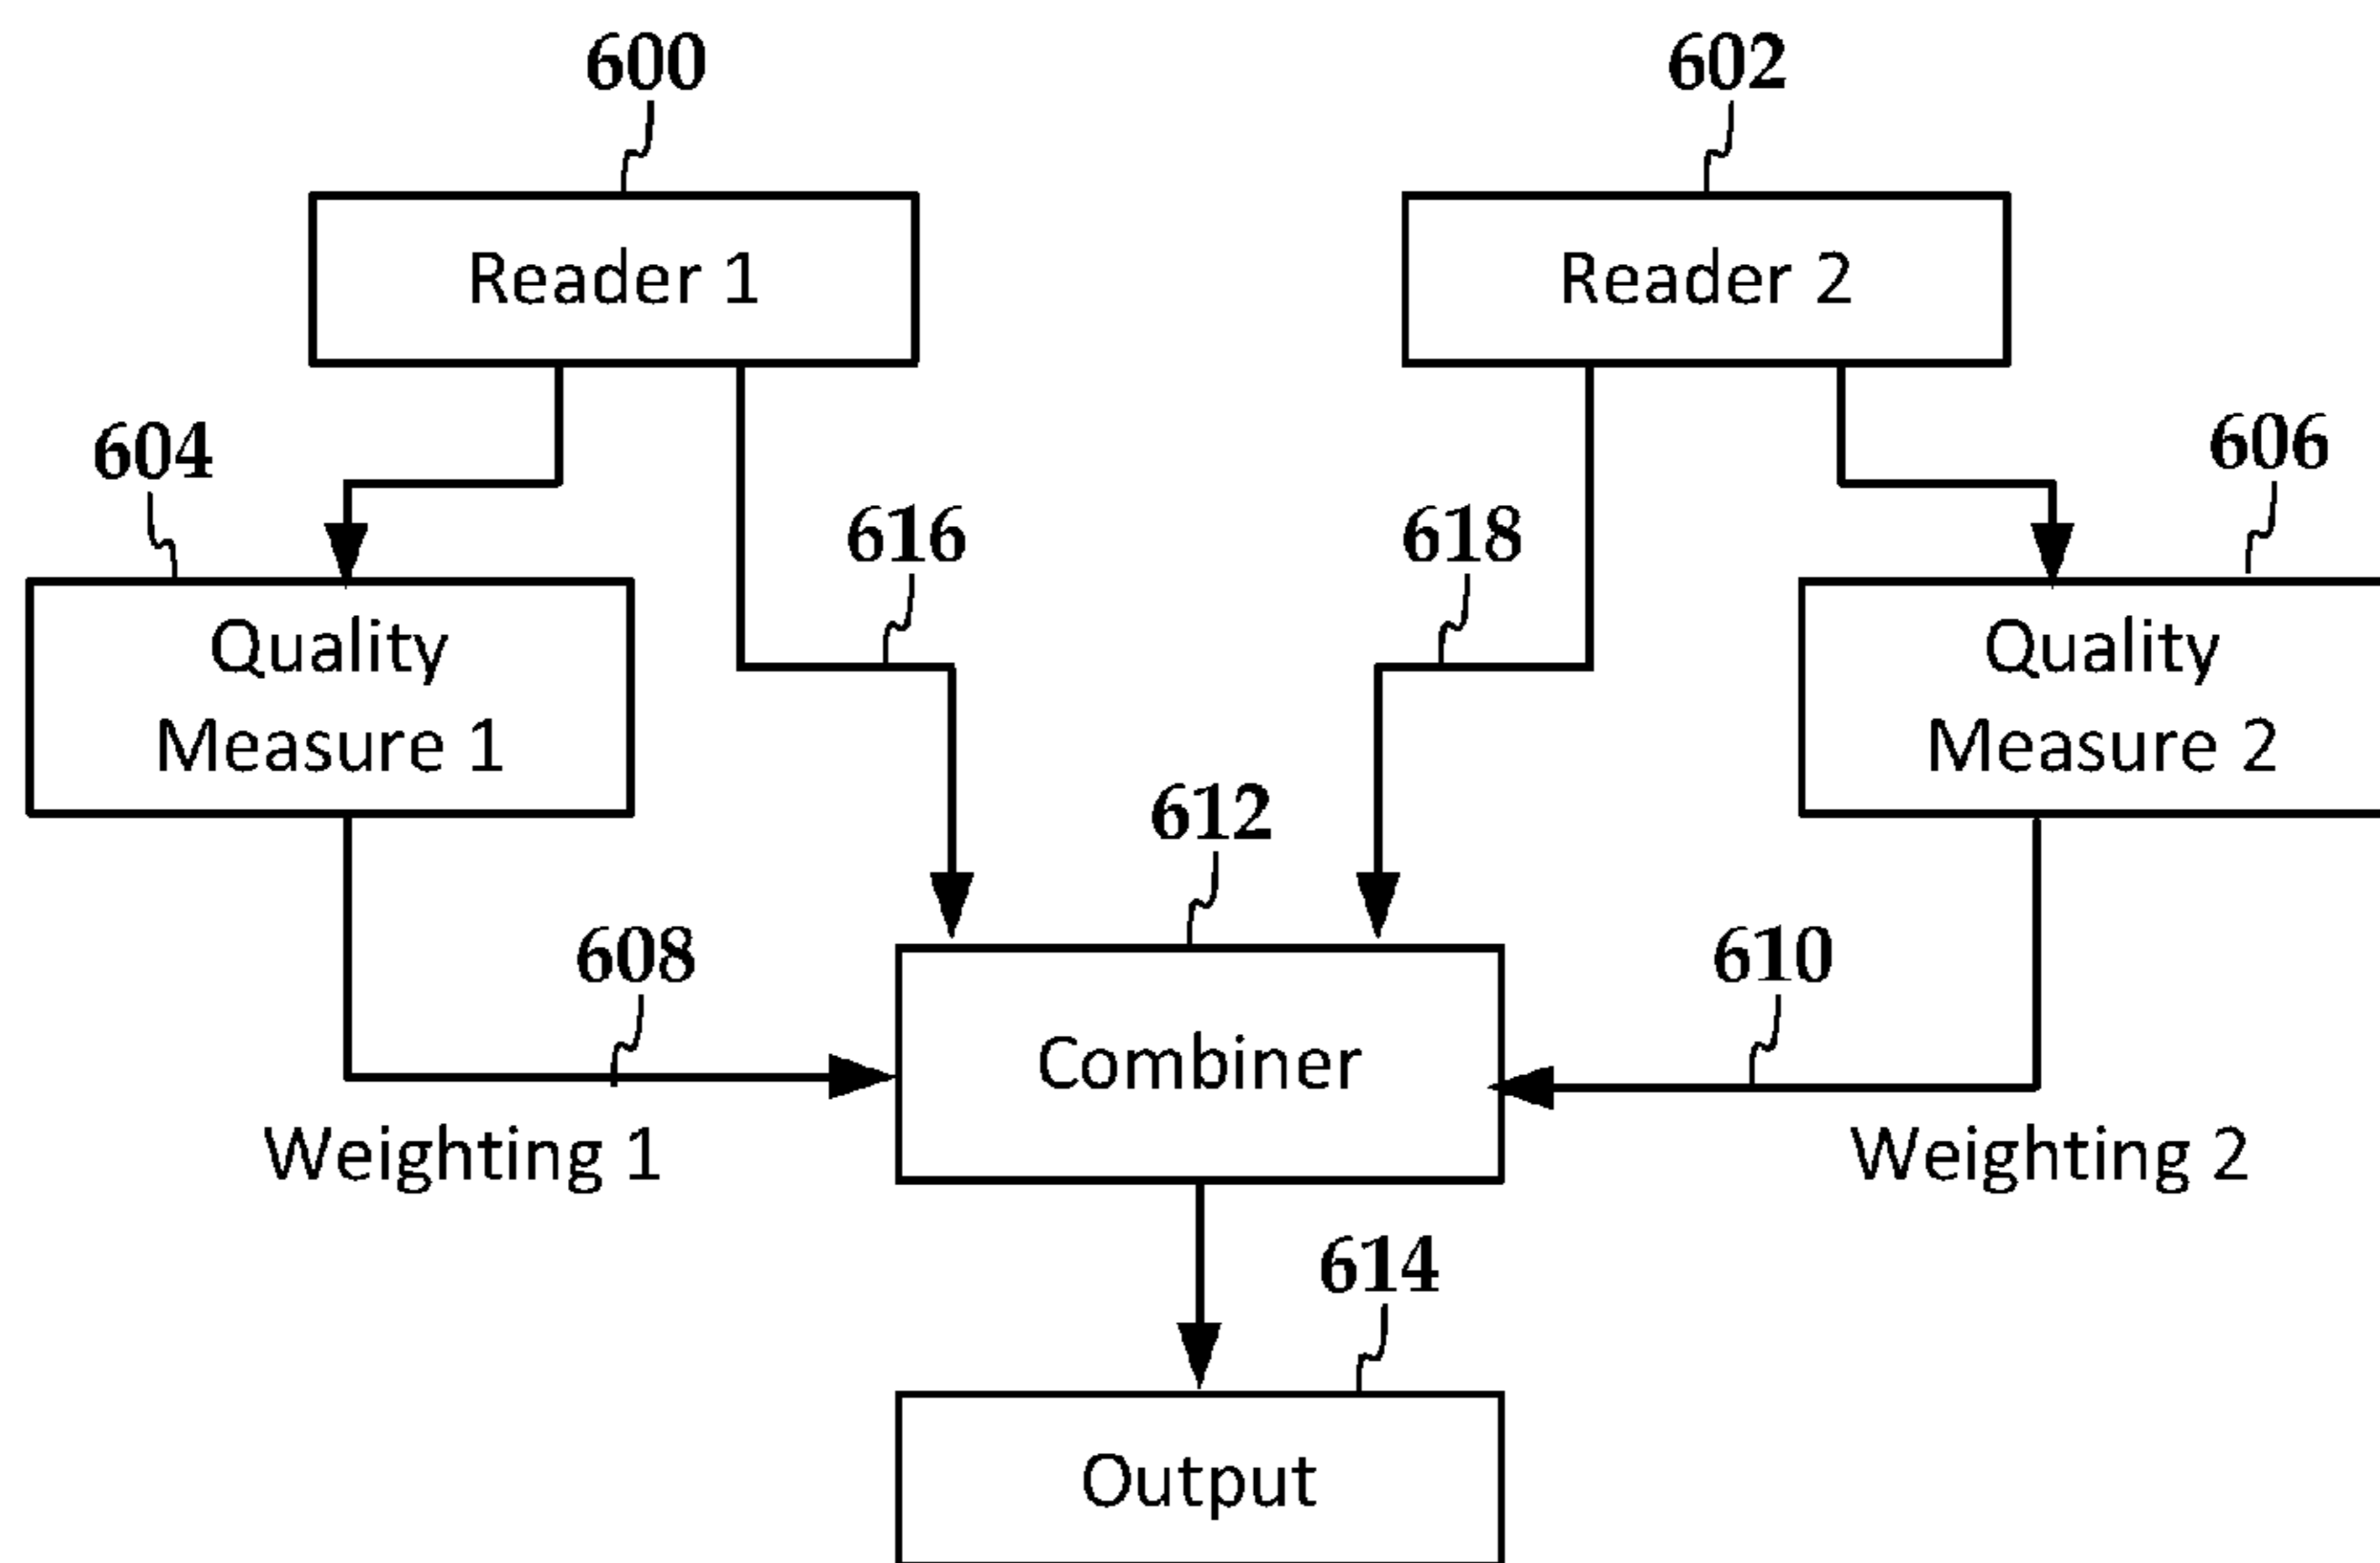 600
602
Reader 1
Reader 2
604
606
616
618
Quality
Measure 1
Quality
Measure 2
612
608
610
Combiner
Weighting 1
Weighting 2
614
Output